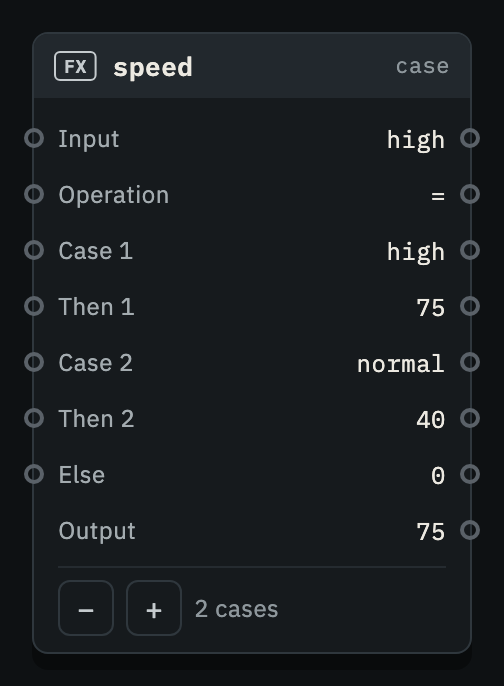 FX speed case
Input high
Operation =
Case 1 high
Then 1 75
Case 2 normal
Then 2 40
Else 0
Output 75
− + 2 cases